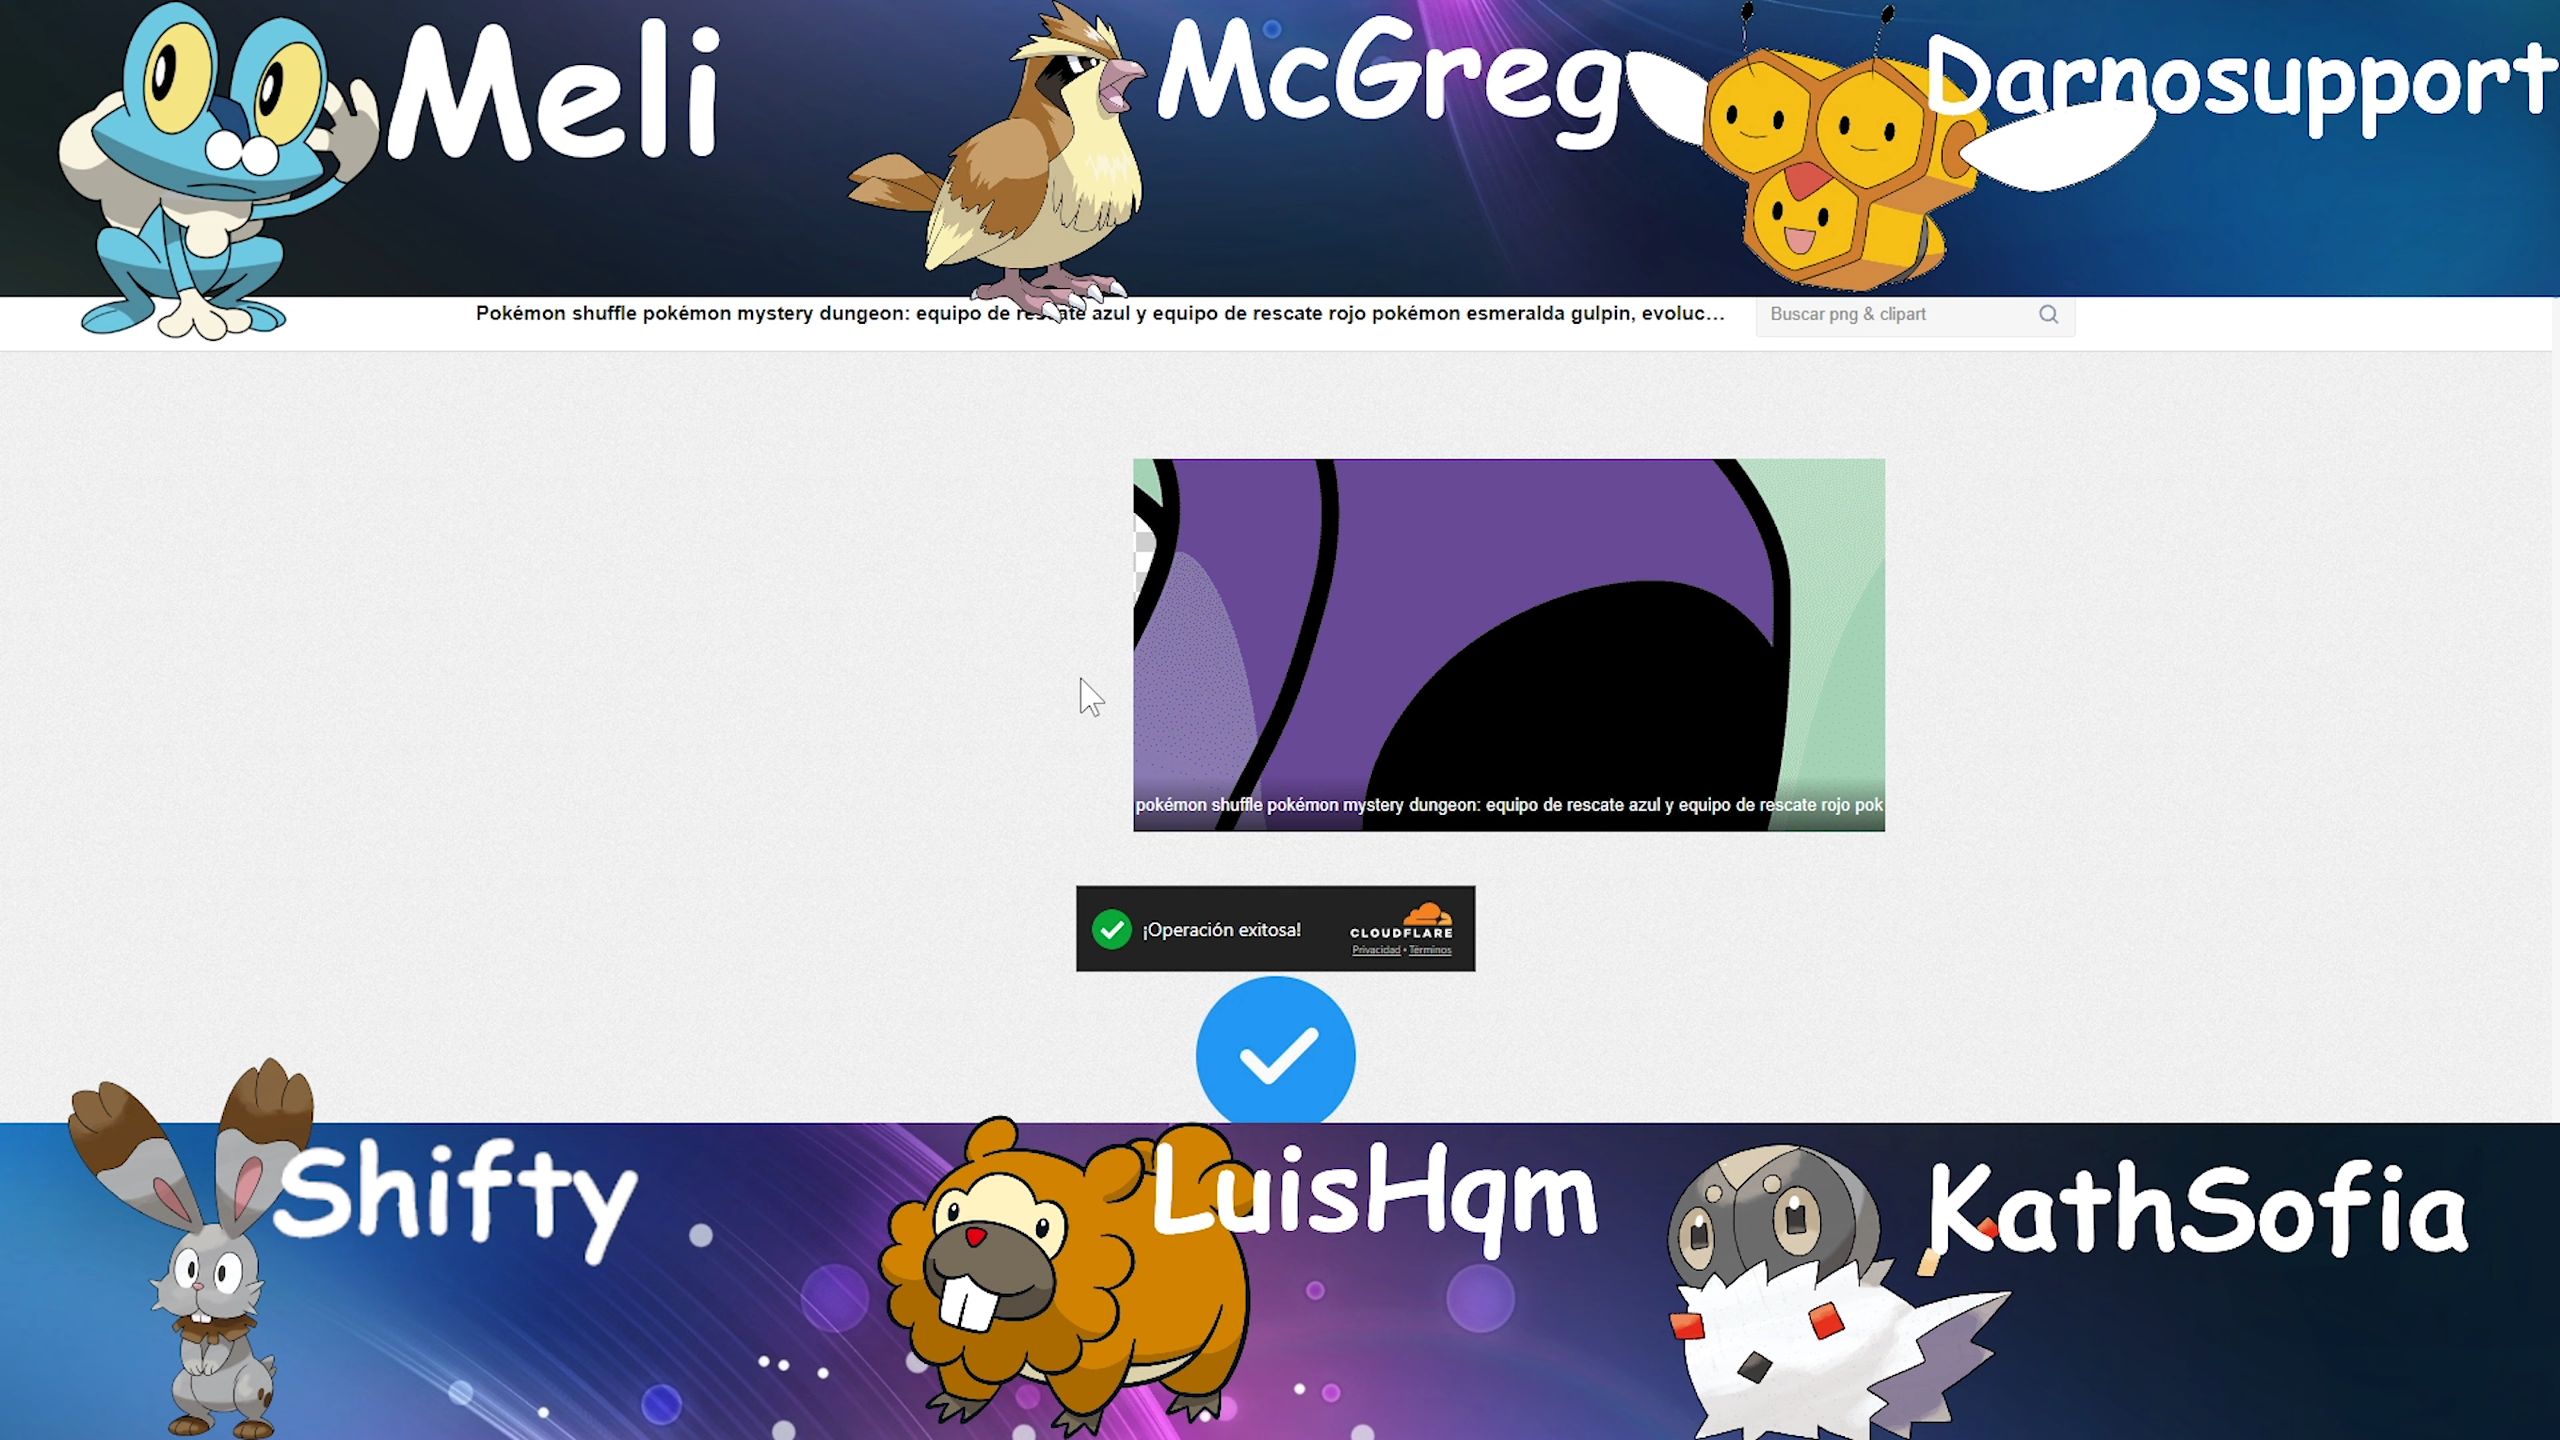 Meli
McGreg
Darnosupport
Pokémon shuffle pokémon mystery dungeon: equipo de rescate azul y equipo de rescate rojo pokémon esmeralda gulpin, evoluc...
Buscar png & clipart
pokémon shuffle pokémon mystery dungeon: equipo de rescate azul y equipo de rescate rojo pok
¡Operación exitosa!
CLOUDFLARE
Privacidad • Términos
Shifty
LuisHqm
KathSofia